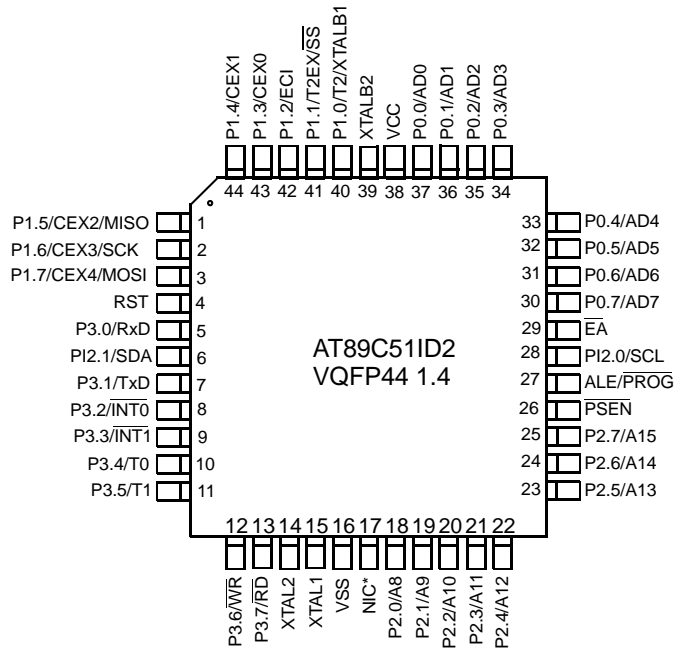 P1.4/CEX1
P1.3/CEX0
P1.2/ECI
P1.1/T2EX/S̅S̅
P1.0/T2/XTALB1
XTALB2
VCC
P0.0/AD0
P0.1/AD1
P0.2/AD2
P0.3/AD3
44 43 42 41 40 39 38 37 36 35 34
P1.5/CEX2/MISO 1
P1.6/CEX3/SCK 2
P1.7/CEX4/MOSI 3
RST 4
P3.0/RxD 5
PI2.1/SDA 6
P3.1/TxD 7
P3.2/I̅N̅T̅0̅ 8
P3.3/I̅N̅T̅1̅ 9
P3.4/T0 10
P3.5/T1 11
AT89C51ID2
VQFP44 1.4
33 P0.4/AD4
32 P0.5/AD5
31 P0.6/AD6
30 P0.7/AD7
29 E̅A̅
28 PI2.0/SCL
27 ALE/P̅R̅O̅G̅
26 P̅S̅E̅N̅
25 P2.7/A15
24 P2.6/A14
23 P2.5/A13
12 13 14 15 16 17 18 19 20 21 22
P3.6/W̅R̅
P3.7/R̅D̅
XTAL2
XTAL1
VSS
NIC*
P2.0/A8
P2.1/A9
P2.2/A10
P2.3/A11
P2.4/A12